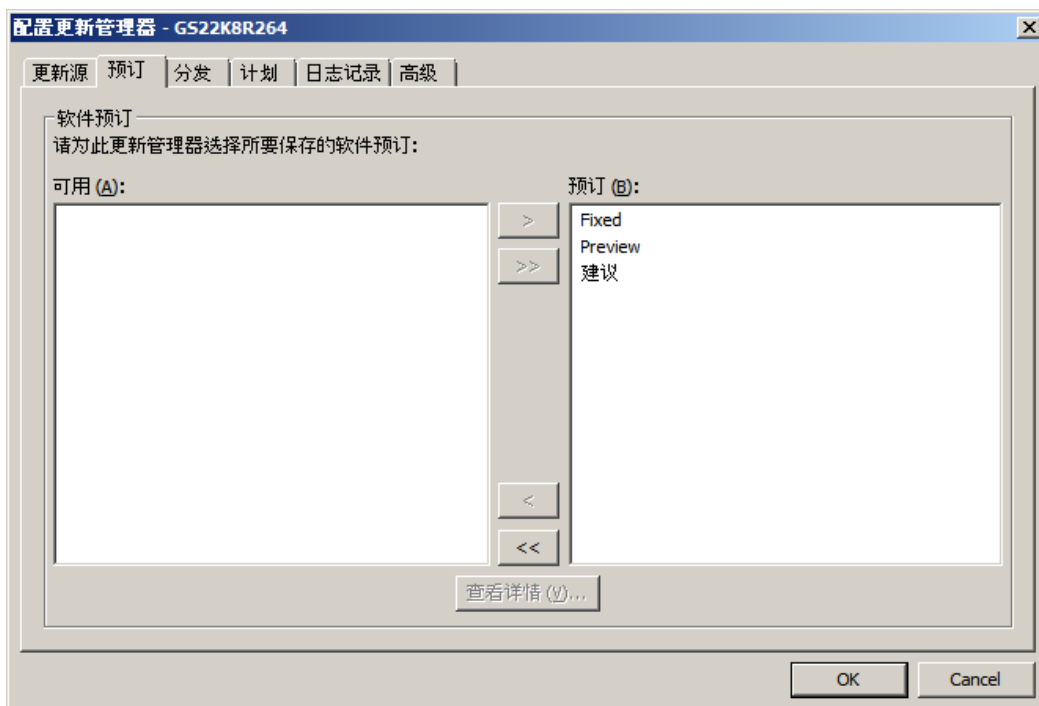 配置更新管理器 - GS22K8R264
更新源 预订 分发 计划 日志记录 高级
软件预订
请为此更新管理器选择所要保存的软件预订:
可用(A): 预订(B):
> Fixed
Preview
>> 建议
<
<<
查看详情(V)...
OK Cancel